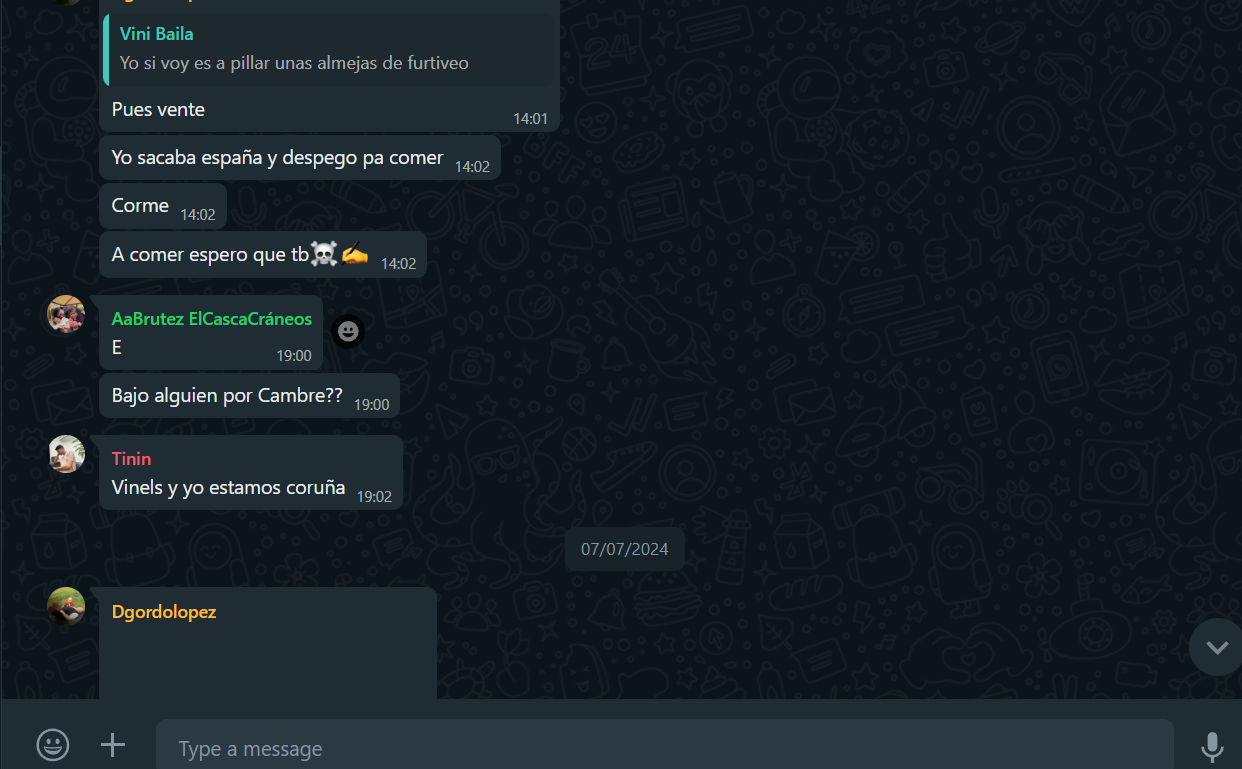 Vini Baila
Yo si voy es a pillar unas almejas de furtiveo
Pues vente
14:01
Yo sacaba españa y despego pa comer 14:02
Corme 14:02
A comer espero que tb☠️✍️ 14:02
AaBrutez ElCascaCráneos
E 19:00
Bajo alguien por Cambre?? 19:00
Tinin
Vinels y yo estamos coruña 19:02
07/07/2024
Dgordolopez
Type a message